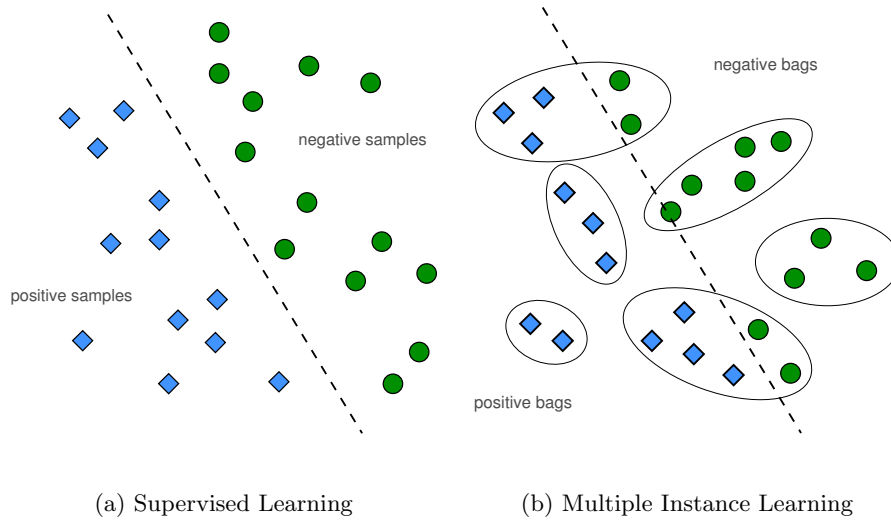 negative bags
negative samples
positive samples
positive bags
(a) Supervised Learning
(b) Multiple Instance Learning